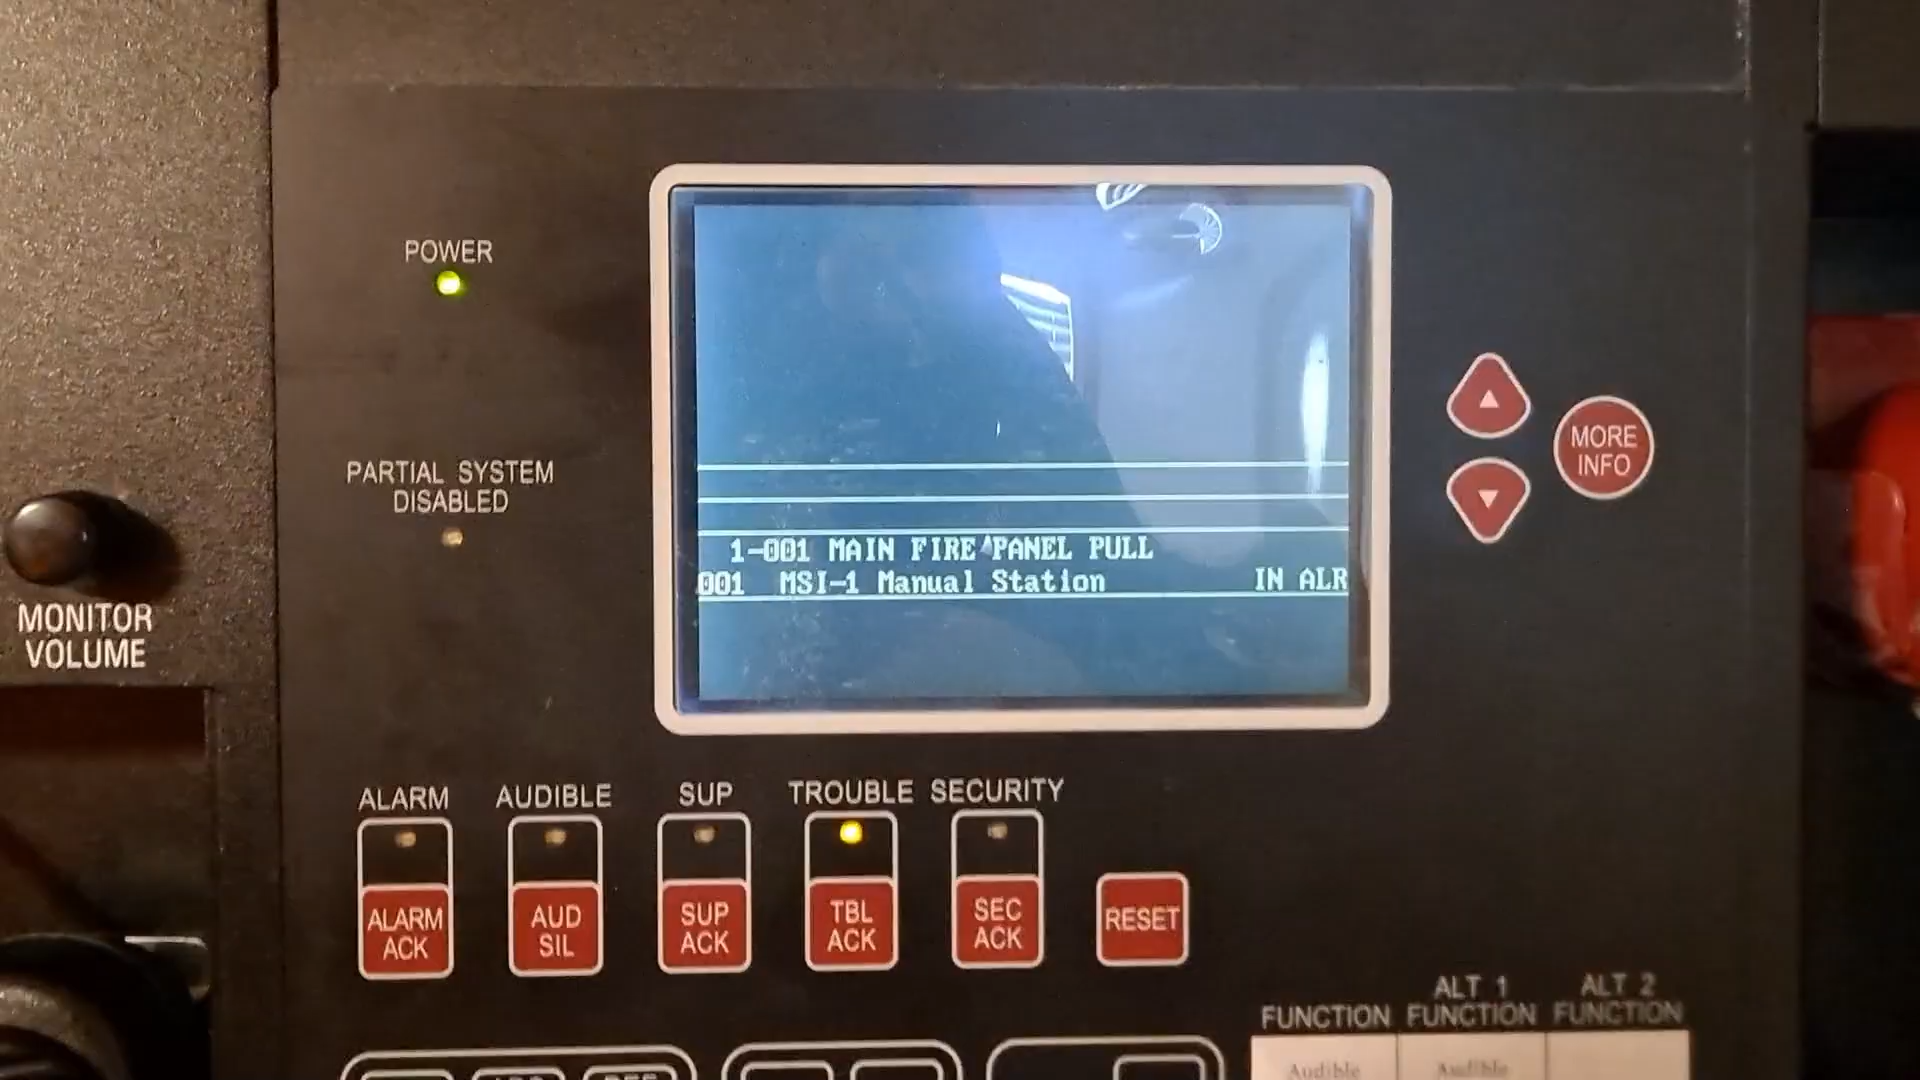 POWER
PARTIAL SYSTEM
DISABLED
MONITOR
VOLUME
1-001 MAIN FIRE PANEL PULL
001 MSI-1 Manual Station IN ALR
MORE
INFO
ALARM AUDIBLE SUP TROUBLE SECURITY
ALARM
ACK
AUD
SIL
SUP
ACK
TBL
ACK
SEC
ACK
RESET
FUNCTION
ALT 1
FUNCTION
ALT 2
FUNCTION
Audible
Audible